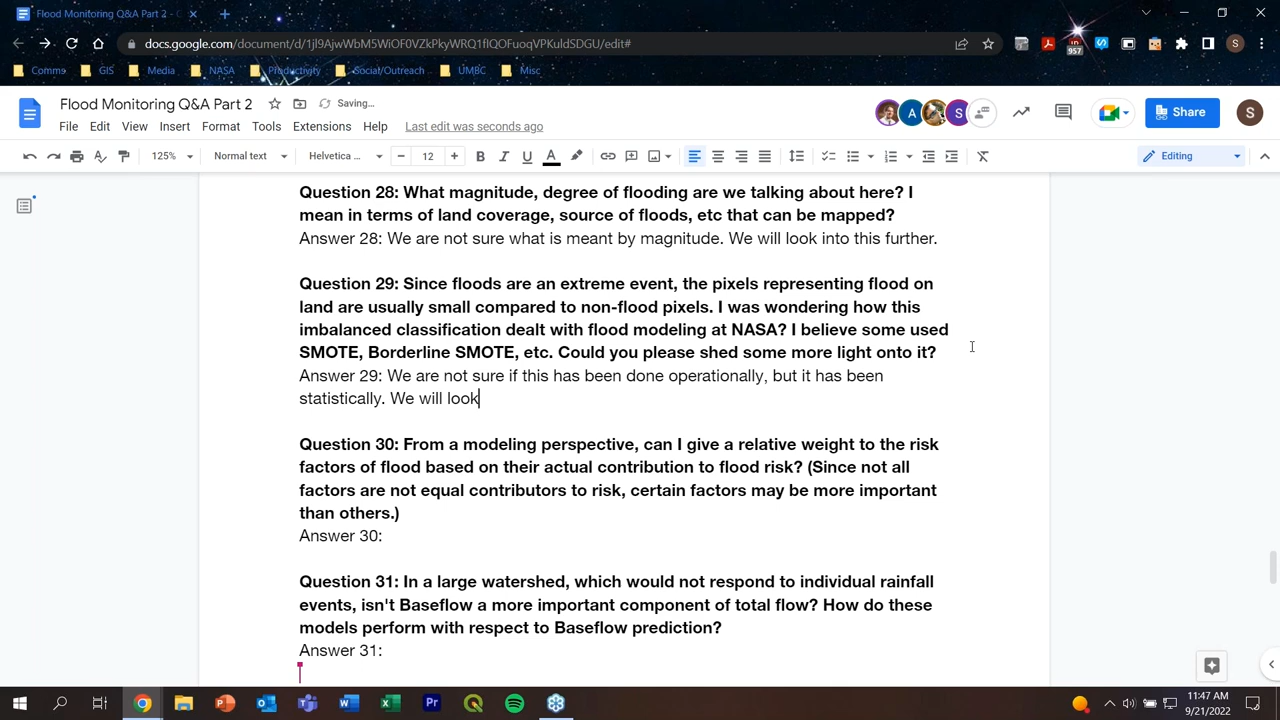 Flood Monitoring Q&A Part 2 - G
docs.google.com/document/d/1jl9AjwWbM5WiOF0VZkPkyWRQ1fIQOFuoqVPKuldSDGU/edit#
957
S
Comms GIS Media NASA Productivity Social/Outreach UMBC Misc
Flood Monitoring Q&A Part 2 Saving...
A S Share S
File Edit View Insert Format Tools Extensions Help Last edit was seconds ago
125% Normal text Helvetica ... 12 B I U A Editing
Question 28: What magnitude, degree of flooding are we talking about here? I
mean in terms of land coverage, source of floods, etc that can be mapped?
Answer 28: We are not sure what is meant by magnitude. We will look into this further.
Question 29: Since floods are an extreme event, the pixels representing flood on
land are usually small compared to non-flood pixels. I was wondering how this
imbalanced classification dealt with flood modeling at NASA? I believe some used
SMOTE, Borderline SMOTE, etc. Could you please shed some more light onto it?
Answer 29: We are not sure if this has been done operationally, but it has been
statistically. We will look
Question 30: From a modeling perspective, can I give a relative weight to the risk
factors of flood based on their actual contribution to flood risk? (Since not all
factors are not equal contributors to risk, certain factors may be more important
than others.)
Answer 30:
Question 31: In a large watershed, which would not respond to individual rainfall
events, isn't Baseflow a more important component of total flow? How do these
models perform with respect to Baseflow prediction?
Answer 31:
11:47 AM
9/21/2022